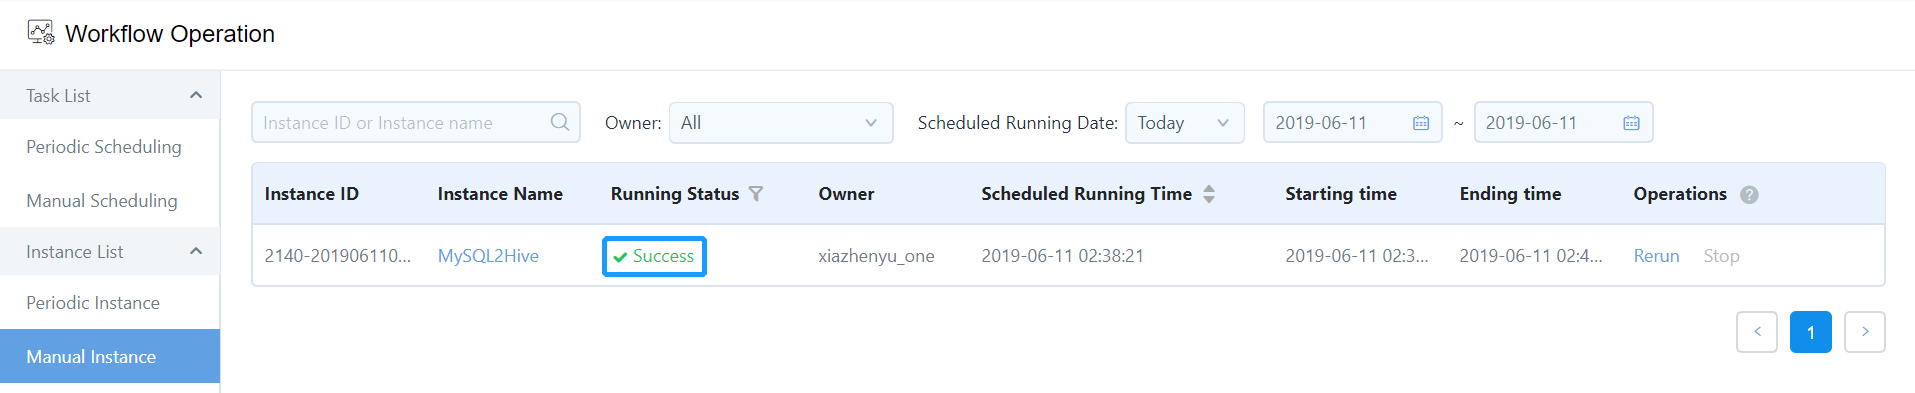 Workflow Operation
Task List
Periodic Scheduling
Manual Scheduling
Instance List
Periodic Instance
Manual Instance
Instance ID or Instance name Owner: All Scheduled Running Date: Today 2019-06-11 ~ 2019-06-11
Instance ID Instance Name Running Status Owner Scheduled Running Time Starting time Ending time Operations ?
2140-201906110... MySQL2Hive Success xiazhenyu_one 2019-06-11 02:38:21 2019-06-11 02:3... 2019-06-11 02:4... Rerun Stop
< 1 >